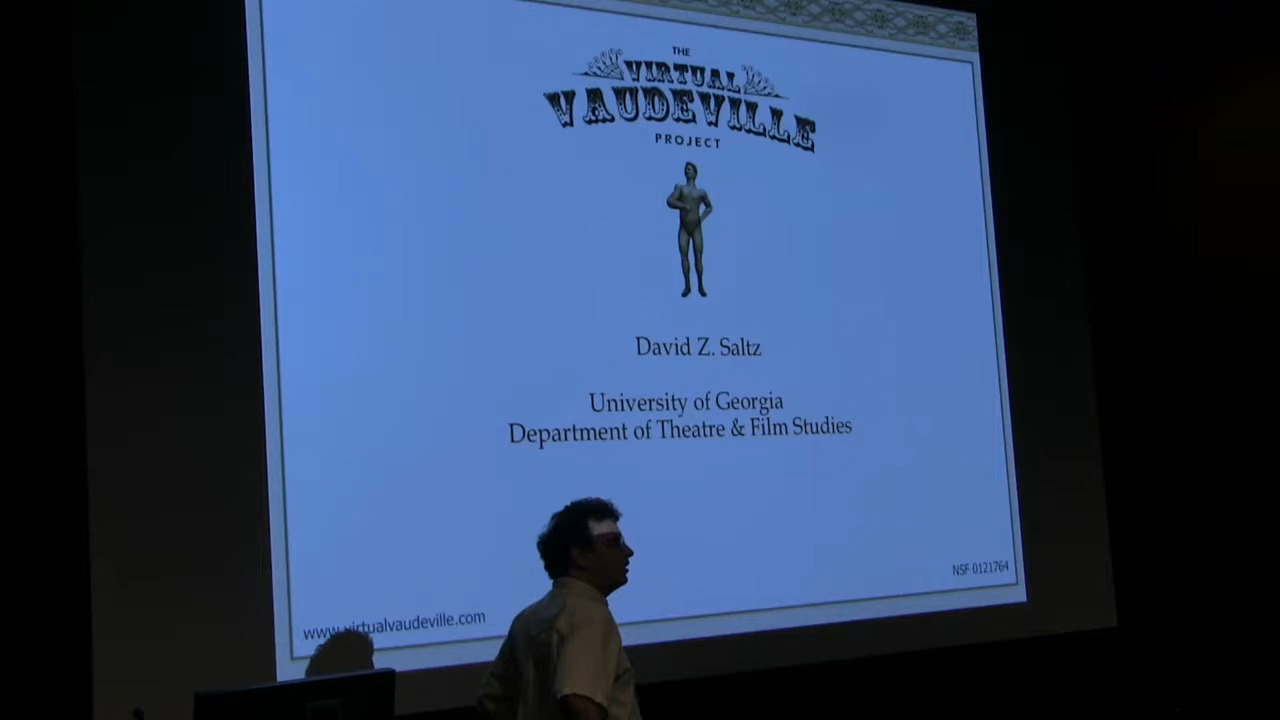 THE
VIRTUAL
VAUDEVILLE
PROJECT
David Z. Saltz
University of Georgia
Department of Theatre & Film Studies
NSF 0121764
www.virtualvaudeville.com